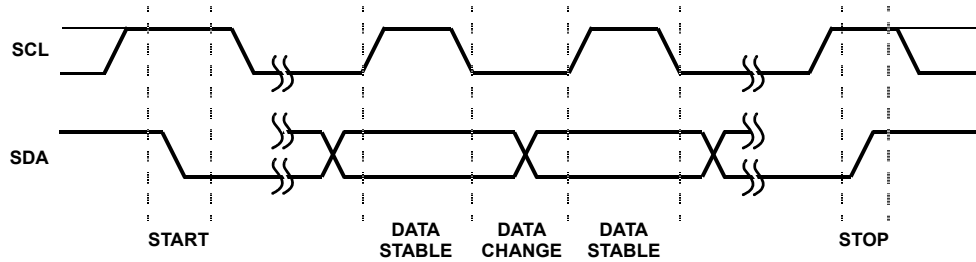 SCL
SDA
START
DATA
STABLE
DATA
CHANGE
DATA
STABLE
STOP